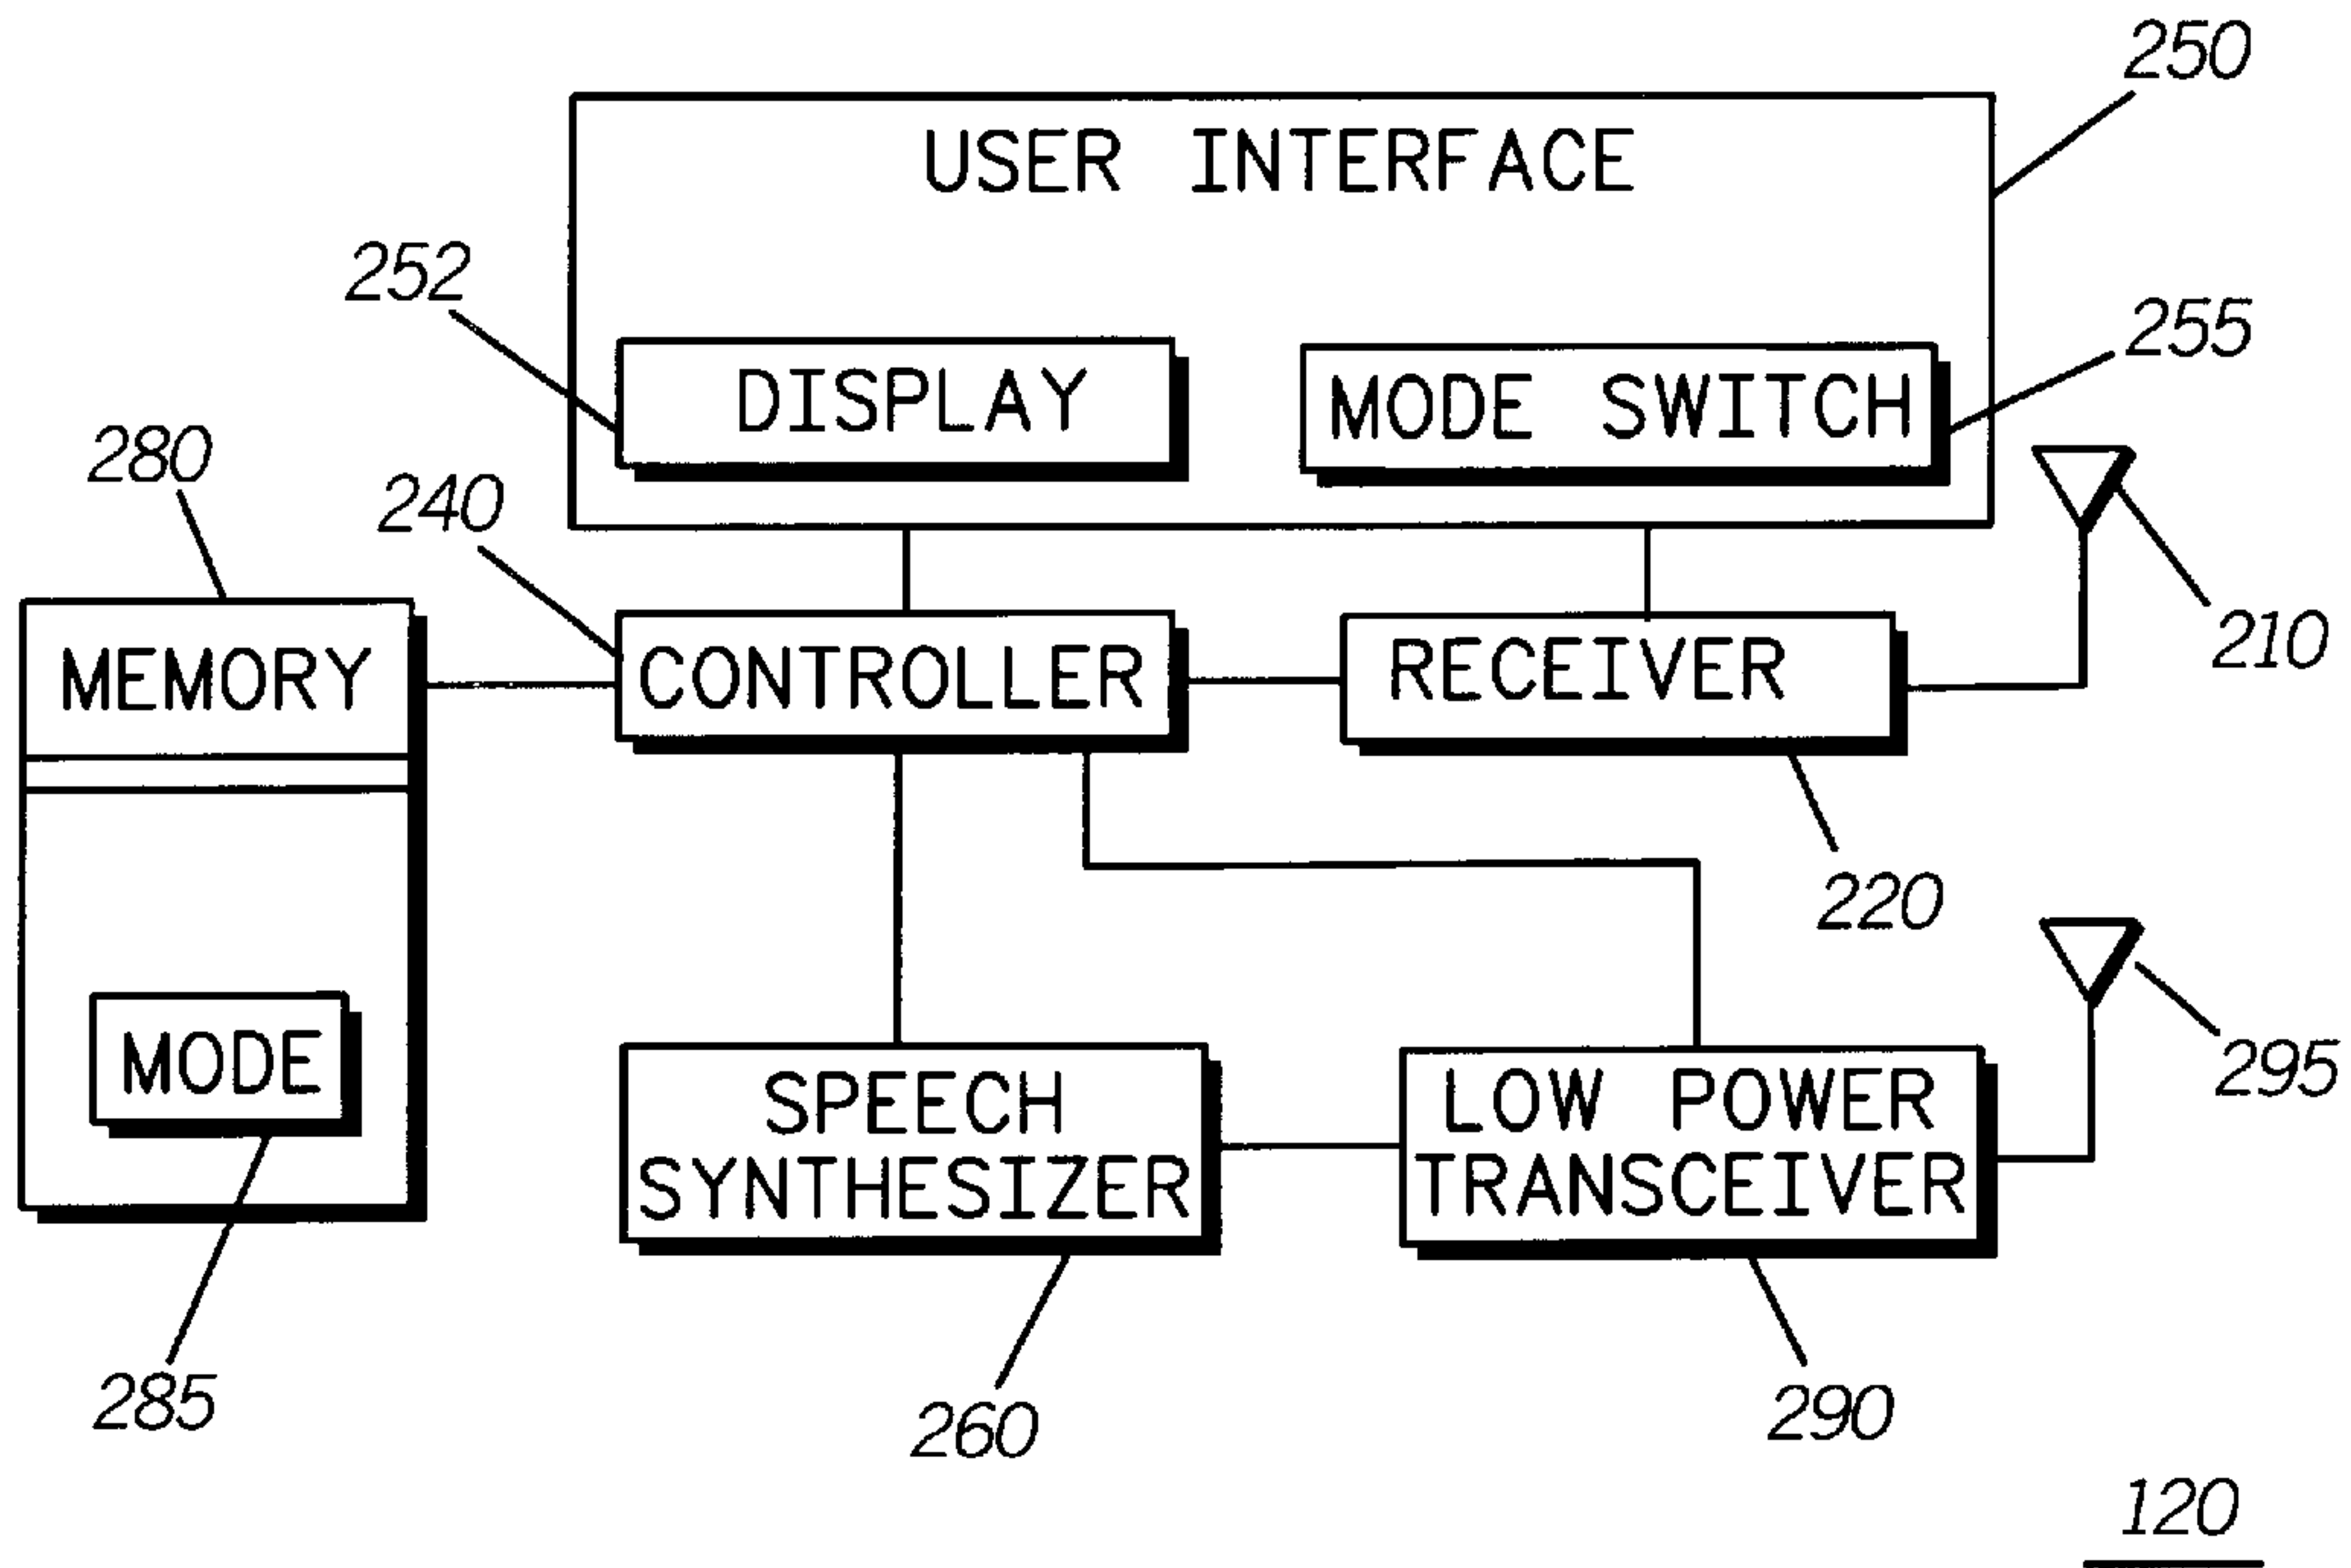 250
USER INTERFACE
252
255
DISPLAY
MODE SWITCH
280
240
210
MEMORY
CONTROLLER
RECEIVER
220
MODE
SPEECH
SYNTHESIZER
LOW POWER
TRANSCEIVER
295
285
260
290
120